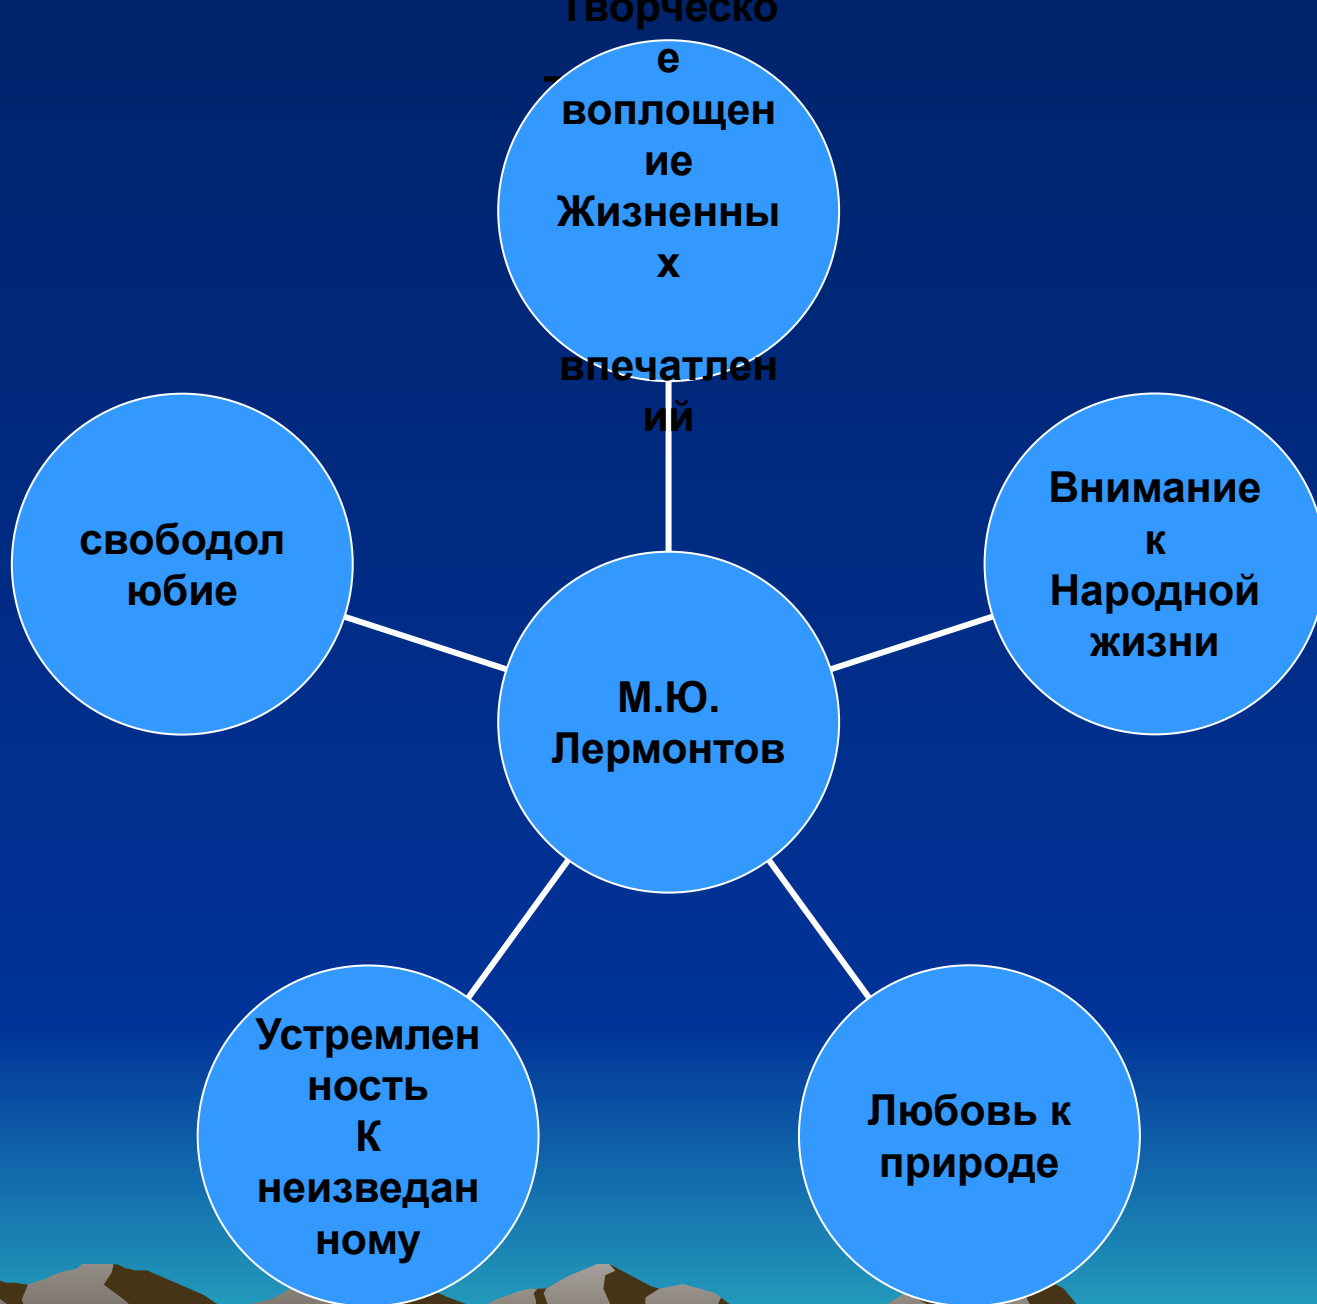 Творческо
е
воплощен
ие
Жизненны
х
впечатлен
ий
свободол
юбие
Внимание
к
Народной
жизни
М.Ю.
Лермонтов
Устремлен
ность
К
неизведан
ному
Любовь к
природе